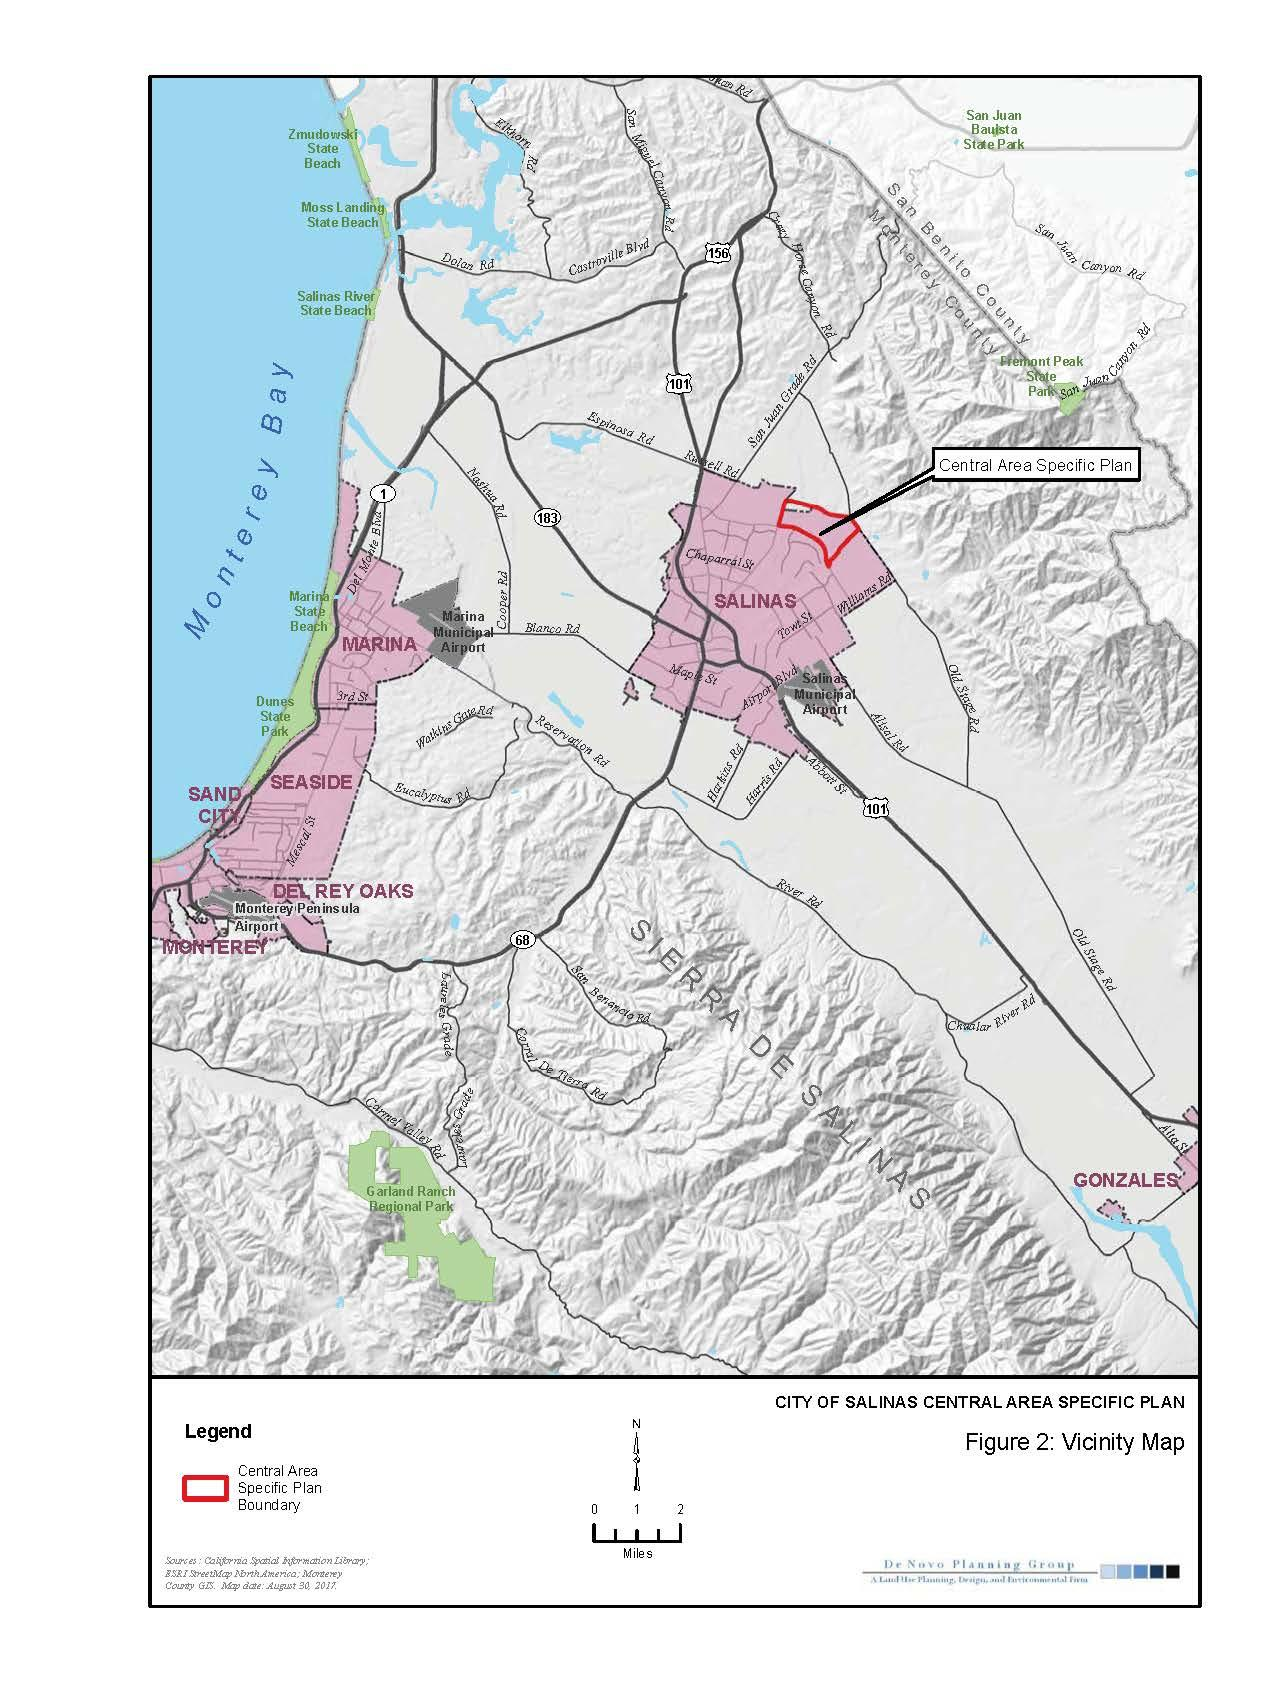 Zmudowski
State
Beach
Moss Landing
State Beach
Salinas River
State Beach
Monterey Bay
Elkhorn Rd
San Miguel Canyon Rd
Dolan Rd
Castroville Blvd
156
Crazy Horse Canyon Rd
San Juan
Bautista
State Park
San Benito County
Monterey County
San Juan Canyon Rd
Fremont Peak
State
Park
San Juan Canyon Rd
101
San Juan Grade Rd
Espinosa Rd
Russell Rd
Central Area Specific Plan
Nashua Rd
1
183
Del Monte Blvd
Chaparral St
SALINAS
Williams Rd
Towt St
Marina
State
Beach
MARINA
Marina
Municipal
Airport
Cooper Rd
Blanco Rd
Maple St
Airport Blvd
Salinas
Municipal
Airport
Old Stage Rd
Alisal Rd
Dunes
State
Park
3rd St
Watkins Gate Rd
Reservation Rd
Harkins Rd
Harris Rd
Abbott St
SEASIDE
Eucalyptus Rd
SAND
CITY
Mescal St
101
DEL REY OAKS
Monterey Peninsula
Airport
MONTEREY
River Rd
68
SIERRA DE SALINAS
Old Stage Rd
San Benancio Rd
Laureles Grade
Chualar River Rd
Corral De Tierra Rd
Laureles Grade
Carmel Valley Rd
Alta St
GONZALES
Garland Ranch
Regional Park
CITY OF SALINAS CENTRAL AREA SPECIFIC PLAN
Figure 2: Vicinity Map
Legend
Central Area
Specific Plan
Boundary
N
0 1 2
Miles
Sources: California Spatial Information Library;
ESRI StreetMap North America; Monterey
County GIS. Map date: August 30, 2017.
De Novo Planning Group
A Land Use Planning, Design, and Environmental Firm